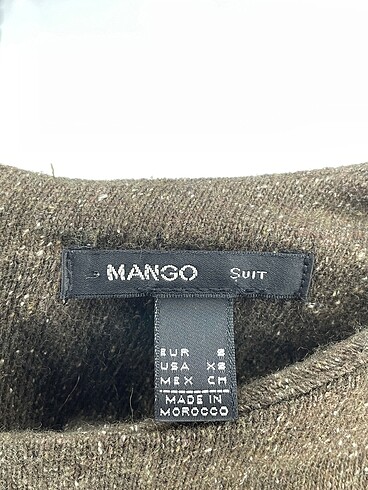 MANGO SUIT
EUR S
USA XS
MEX CH
MADE IN
MOROCCO